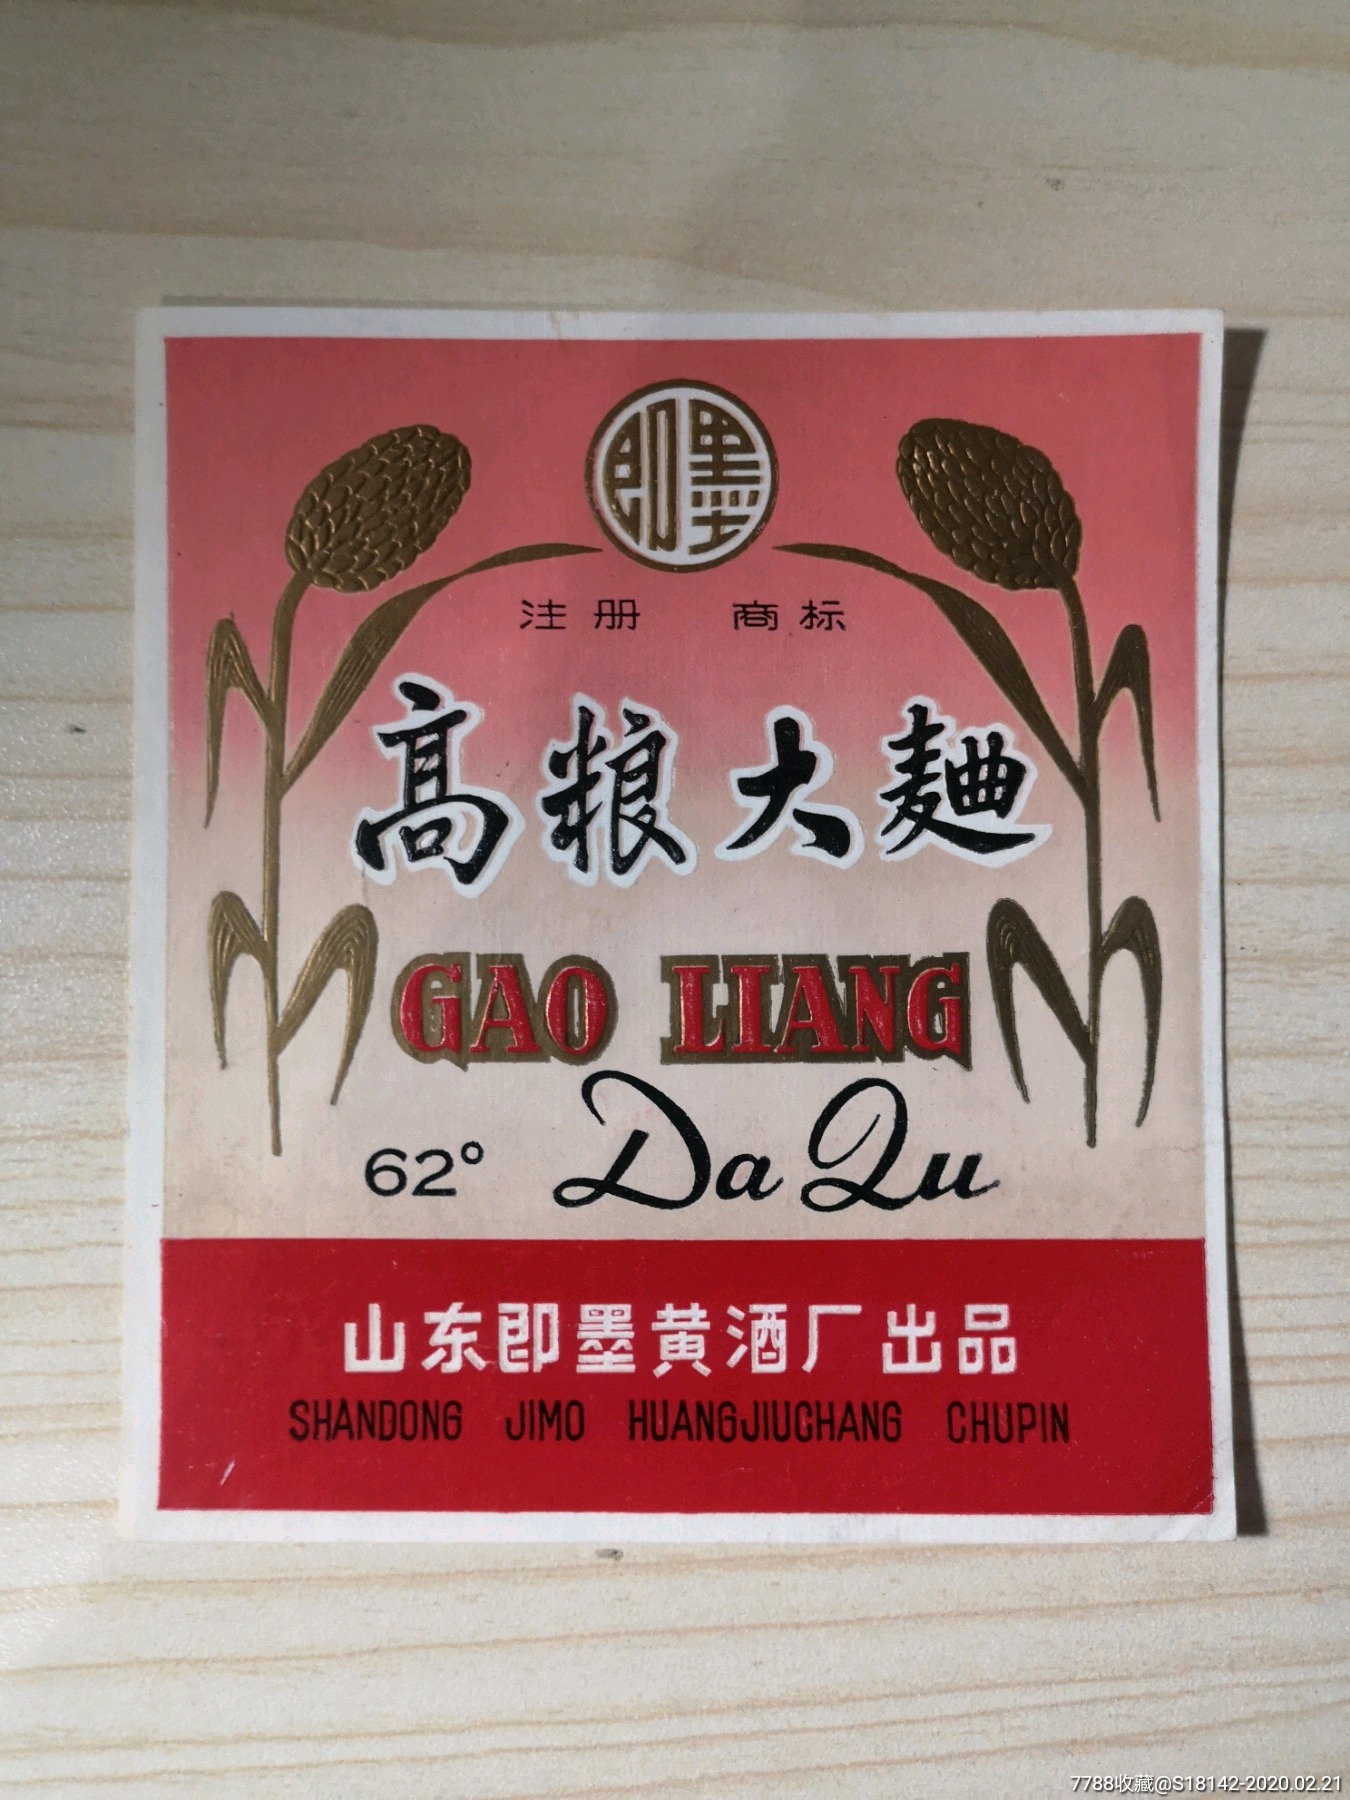 即墨
注册 商标
高粮大麯
GAO LIANG
62° Da Qu
山东即墨黄酒厂出品
SHANDONG JIMO HUANGJIUCHANG CHUPIN
7788收藏@S18142-2020.02.21